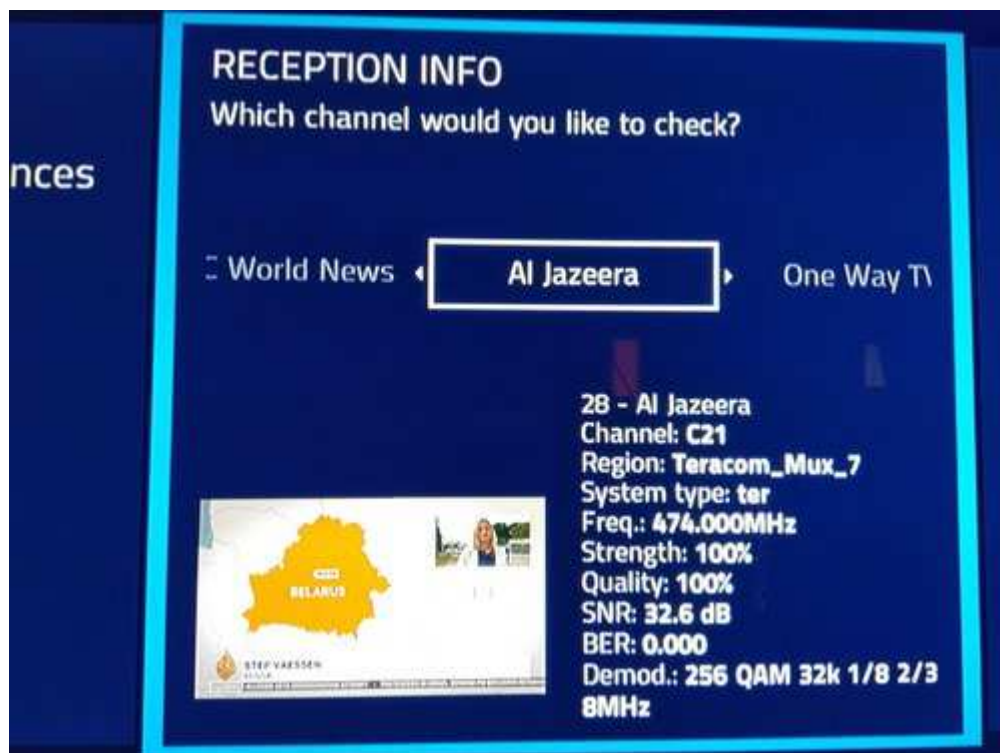 RECEPTION INFO
Which channel would you like to check?
nces
World News
Al Jazeera
One Way
28 - Al Jazeera
Channel: C21
Region: Teracom_Mux_7
System type: ter
Freq.: 474.000MHz
Strength: 100%
Quality: 100%
SNR: 32.6 dB
BER: 0.000
Demod.: 256 QAM 32k 1/8 2/3
8MHz
BELARUS
STEP VAESSEN